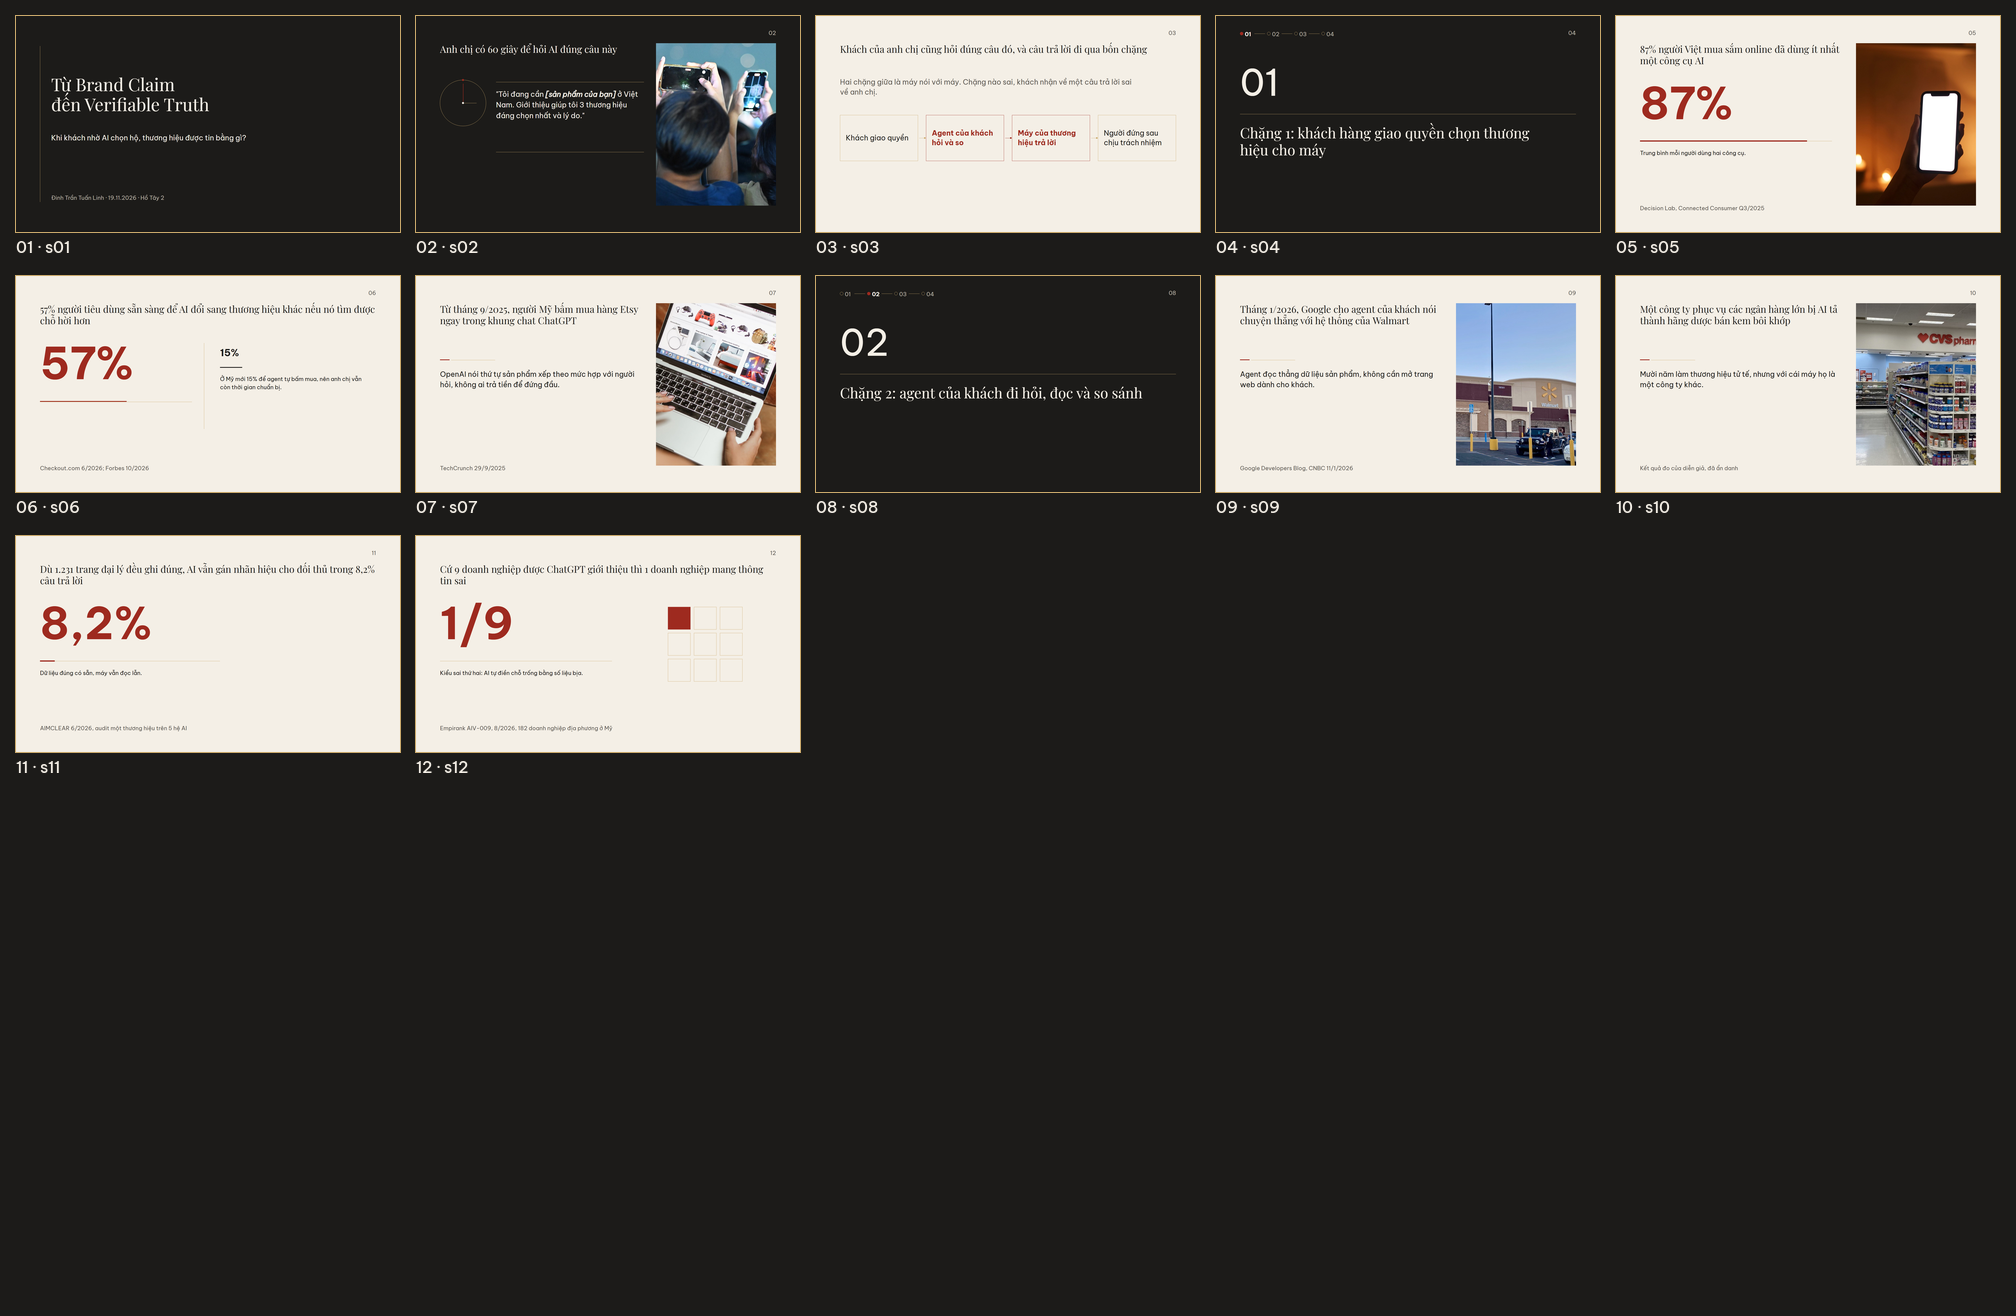 Từ Brand Claim
đến Verifiable Truth
Khi khách nhờ AI chọn hộ, thương hiệu được tin bằng gì?
Đinh Trần Tuấn Linh · 19.11.2026 · Hồ Tây 2
01 · s01
02
Anh chị có 60 giây để hỏi AI đúng câu này
"Tôi đang cần [sản phẩm của bạn] ở Việt
Nam. Giới thiệu giúp tôi 3 thương hiệu
đáng chọn nhất và lý do."
02 · s02
03
Khách của anh chị cũng hỏi đúng câu đó, và câu trả lời đi qua bốn chặng
Hai chặng giữa là máy nói với máy. Chặng nào sai, khách nhận về một câu trả lời sai
về anh chị.
Khách giao quyền
Agent của khách
hỏi và so
Máy của thương
hiệu trả lời
Người đứng sau
chịu trách nhiệm
03 · s03
01 02 03 04
04
01
Chặng 1: khách hàng giao quyền chọn thương
hiệu cho máy
04 · s04
05
87% người Việt mua sắm online đã dùng ít nhất
một công cụ AI
87%
Trung bình mỗi người dùng hai công cụ.
Decision Lab, Connected Consumer Q3/2025
05 · s05
06
57% người tiêu dùng sẵn sàng để AI đổi sang thương hiệu khác nếu nó tìm được
chỗ hời hơn
57%
15%
Ở Mỹ mới 15% để agent tự bấm mua, nên anh chị vẫn
còn thời gian chuẩn bị.
Checkout.com 6/2026; Forbes 10/2026
06 · s06
07
Từ tháng 9/2025, người Mỹ bấm mua hàng Etsy
ngay trong khung chat ChatGPT
OpenAI nói thứ tự sản phẩm xếp theo mức hợp với người
hỏi, không ai trả tiền để đứng đầu.
TechCrunch 29/9/2025
07 · s07
01 02 03 04
08
02
Chặng 2: agent của khách đi hỏi, đọc và so sánh
08 · s08
09
Tháng 1/2026, Google cho agent của khách nói
chuyện thẳng với hệ thống của Walmart
Agent đọc thẳng dữ liệu sản phẩm, không cần mở trang
web dành cho khách.
Google Developers Blog, CNBC 11/1/2026
09 · s09
10
Một công ty phục vụ các ngân hàng lớn bị AI tả
thành hãng dược bán kem bôi khớp
Mười năm làm thương hiệu tử tế, nhưng với cái máy họ là
một công ty khác.
CVS pharm
Kết quả đo của diễn giả, đã ẩn danh
10 · s10
11
Dù 1.231 trang đại lý đều ghi đúng, AI vẫn gán nhãn hiệu cho đối thủ trong 8,2%
câu trả lời
8,2%
Dữ liệu đúng có sẵn, máy vẫn đọc lẫn.
AIMCLEAR 6/2026, audit một thương hiệu trên 5 hệ AI
11 · s11
12
Cứ 9 doanh nghiệp được ChatGPT giới thiệu thì 1 doanh nghiệp mang thông
tin sai
1/9
Kiểu sai thứ hai: AI tự điền chỗ trống bằng số liệu bịa.
Empirank AIV-009, 8/2026, 182 doanh nghiệp địa phương ở Mỹ
12 · s12